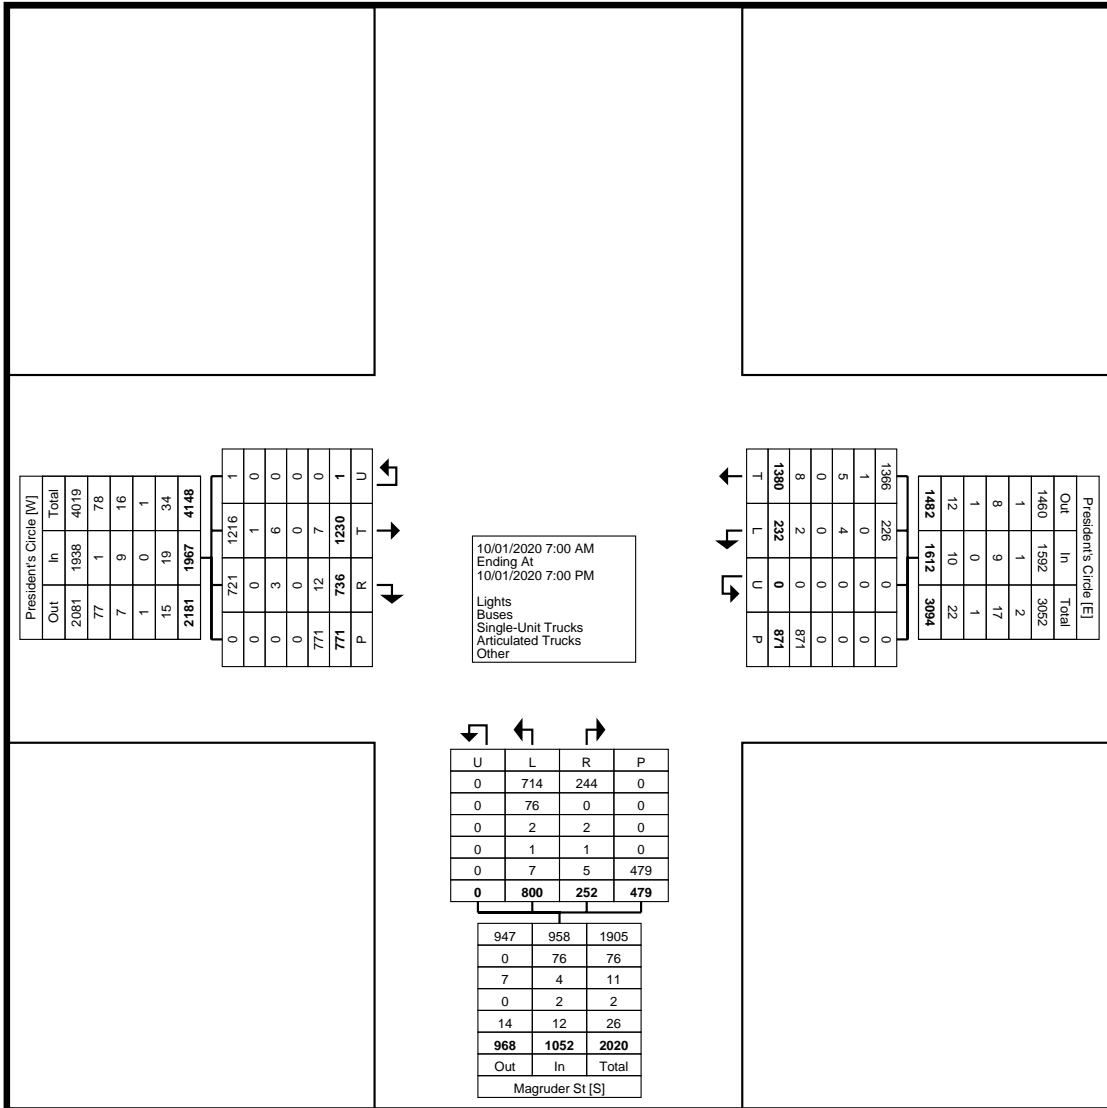 President's Circle [W]
Out In Total
2081 1938 4019
77 1 78
7 9 16
1 0 1
15 19 34
2181 1967 4148
U T R P
1 1230 736 771
0 7 12 771
0 0 0 0
0 6 3 0
0 1 0 0
1 1216 721 0
10/01/2020 7:00 AM
Ending At
10/01/2020 7:00 PM
Lights
Buses
Single-Unit Trucks
Articulated Trucks
Other
President's Circle [E]
Out In Total
1460 1592 3052
1 1 2
8 9 17
1 0 1
12 10 22
1482 1612 3094
1366 226 0 0
1 0 0 0
5 4 0 0
0 0 0 0
8 2 0 871
1380 232 0 871
T L U P
U L R P
0 714 244 0
0 76 0 0
0 2 2 0
0 1 1 0
0 7 5 479
0 800 252 479
947 958 1905
0 76 76
7 4 11
0 2 2
14 12 26
968 1052 2020
Out In Total
Magruder St [S]